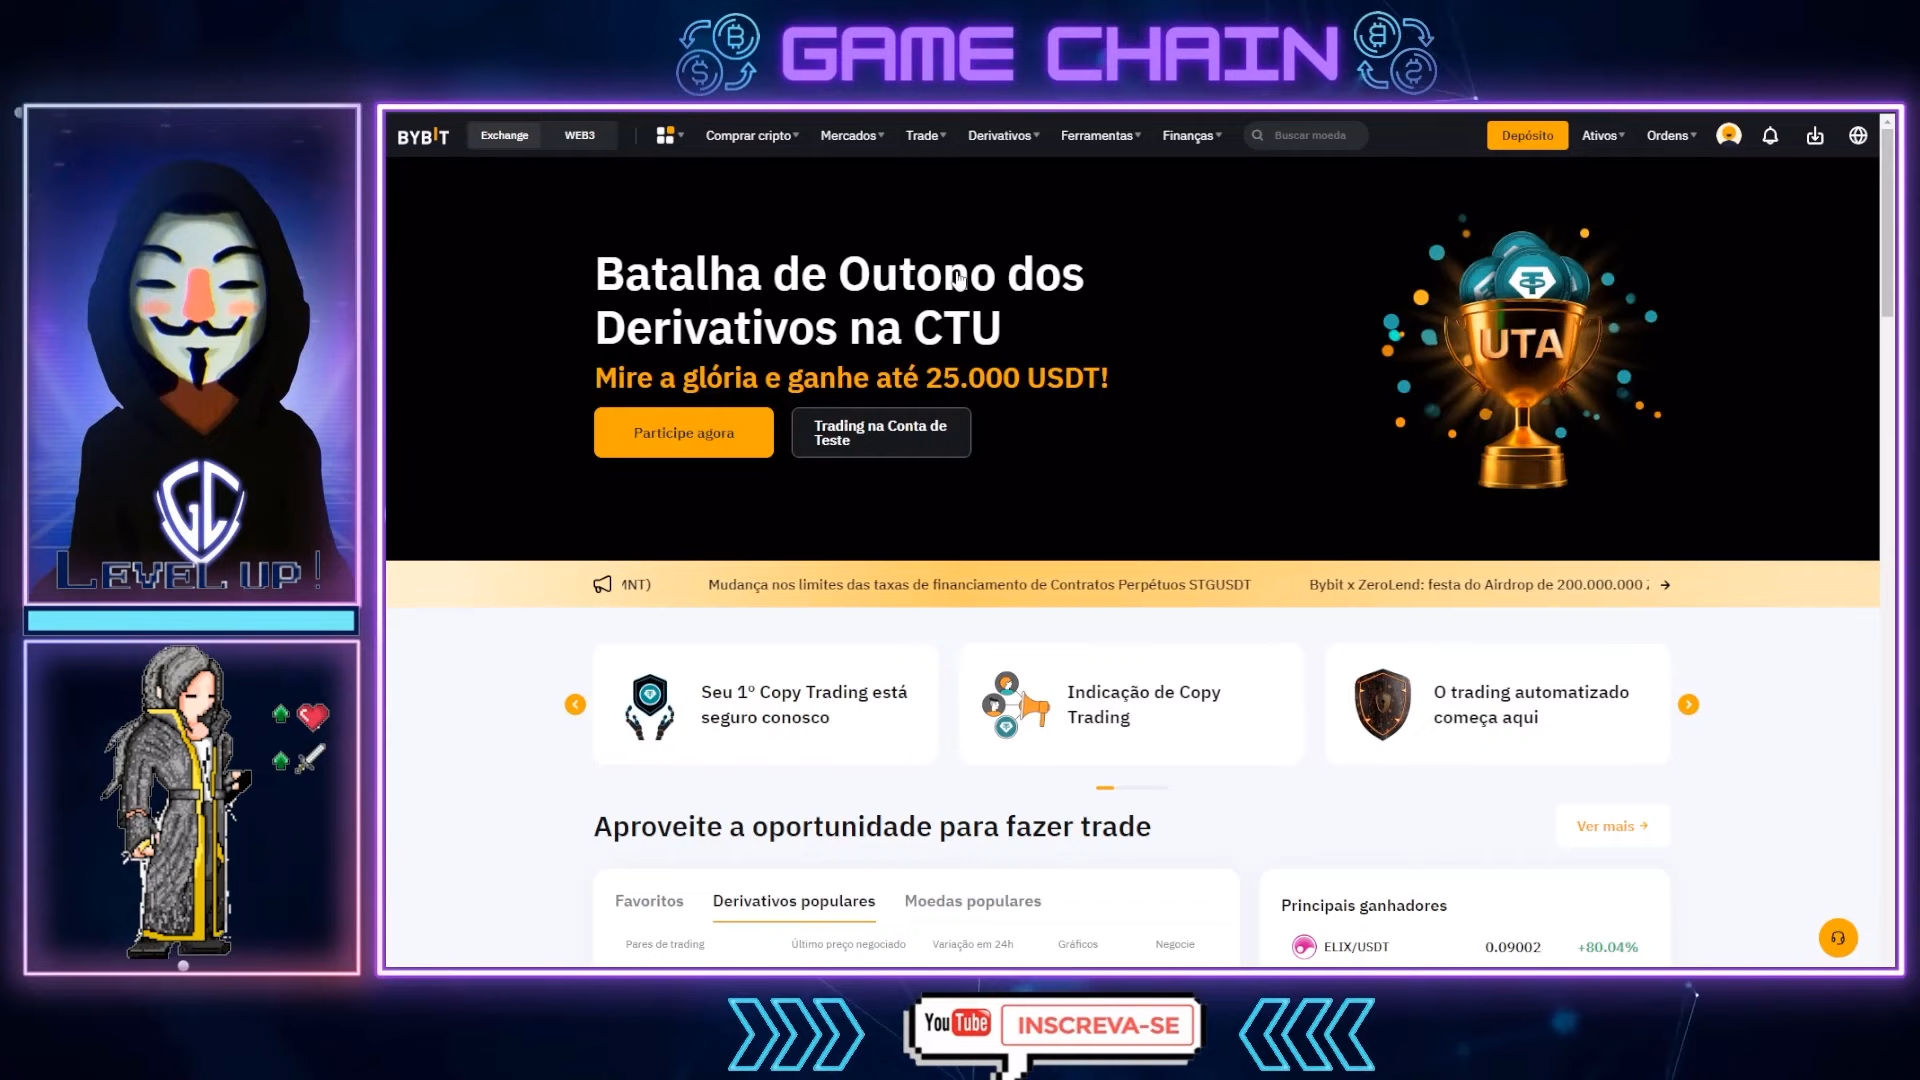 GAME CHAIN
BYBIT
Exchange
WEB3
Comprar cripto
Mercados
Trade
Derivativos
Ferramentas
Finanças
Buscar moeda
Depósito
Ativos
Ordens
Batalha de Outono dos
Derivativos na CTU
Mire a glória e ganhe até 25.000 USDT!
Participe agora
Trading na Conta de
Teste
UTA
GC
LEVEL UP!
MNT)
Mudança nos limites das taxas de financiamento de Contratos Perpétuos STGUSDT
Bybit x ZeroLend: festa do Airdrop de 200.000.000
Seu 1º Copy Trading está
seguro conosco
Indicação de Copy
Trading
O trading automatizado
começa aqui
Aproveite a oportunidade para fazer trade
Ver mais
Favoritos
Derivativos populares
Moedas populares
Pares de trading
Último preço negociado
Variação em 24h
Gráficos
Negocie
Principais ganhadores
ELIX/USDT
0.09002
+80.04%
YouTube
INSCREVA-SE